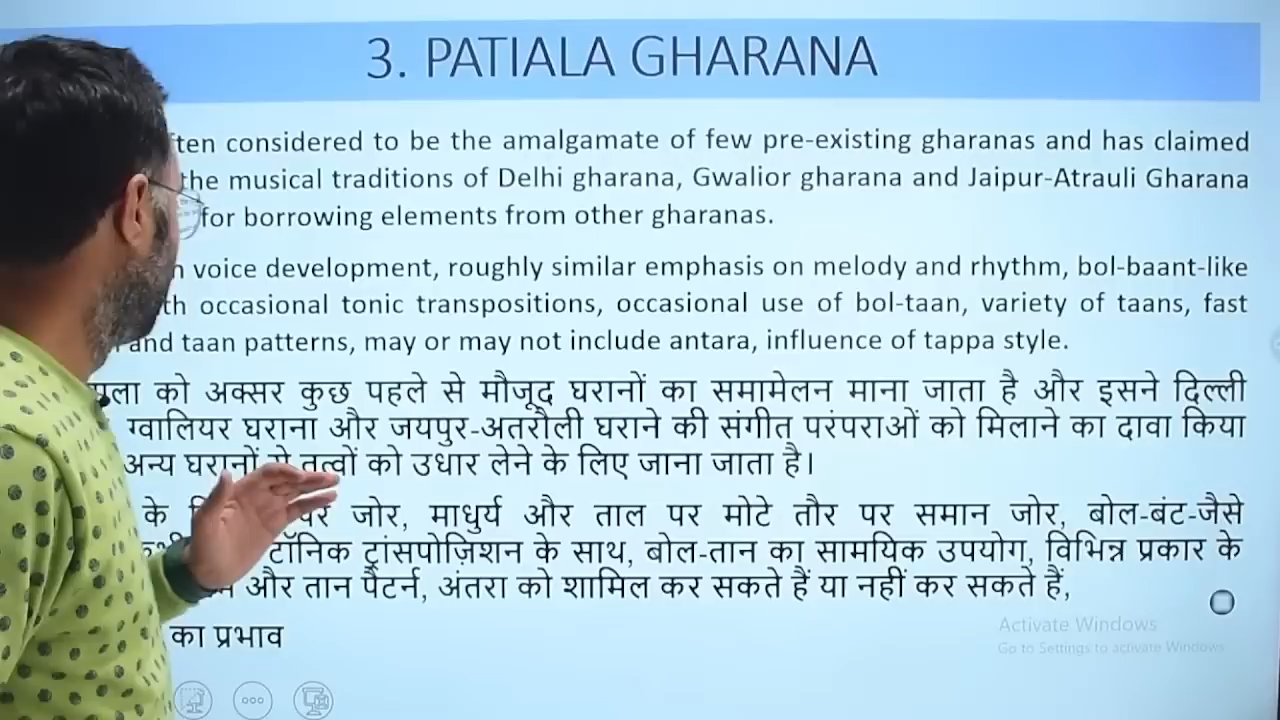 3. PATIALA GHARANA
considered to be the amalgamate of few pre-existing gharanas and has claimed
the musical traditions of Delhi gharana, Gwalior gharana and Jaipur-Atrauli Gharana
for borrowing elements from other gharanas.
voice development, roughly similar emphasis on melody and rhythm, bol-baant-like
occasional tonic transpositions, occasional use of bol-taan, variety of taans, fast
and taan patterns, may or may not include antara, influence of tappa style.
को अक्सर कुछ पहले से मौजूद घरानों का समामेलन माना जाता है और इसने दिल्ली
ग्वालियर घराना और जयपुर-अतरौली घराने की संगीत परंपराओं को मिलाने का दावा किया
अन्य घरानों से तत्वों को उधार लेने के लिए जाना जाता है।
के पर जोर, माधुर्य और ताल पर मोटे तौर पर समान जोर, बोल-बंट-जैसे
टॉनिक ट्रांसपोज़िशन के साथ, बोल-तान का सामयिक उपयोग, विभिन्न प्रकार के
और तान पैटर्न, अंतरा को शामिल कर सकते हैं या नहीं कर सकते हैं,
का प्रभाव
Activate Windows
Go to Settings to activate Windows.